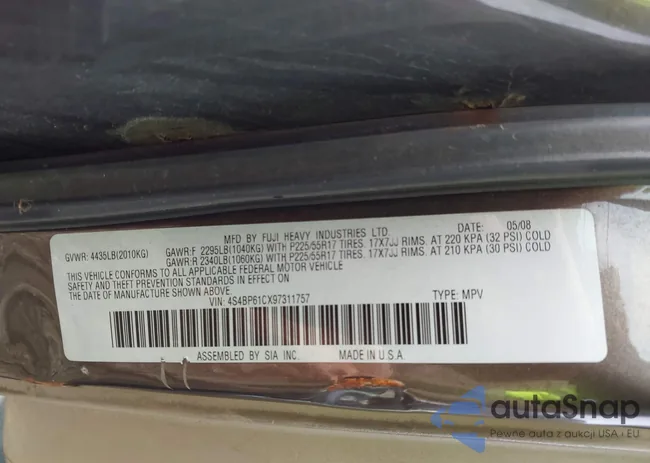 MFD BY FUJI HEAVY INDUSTRIES LTD DATE: 05/08
GVWR: 4435LB(2010KG) GAWR:F 2295LB(1040KG) WITH P225/55R17 TIRES. 17X7JJ RIMS. AT 220 KPA (32 PSI) COLD
GAWR:R 2340LB(1060KG) WITH P225/55R17 TIRES. 17X7JJ RIMS. AT 210 KPA (30 PSI) COLD
THIS VEHICLE CONFORMS TO ALL APPLICABLE FEDERAL MOTOR VEHICLE
SAFETY AND THEFT PREVENTION STANDARDS IN EFFECT ON
THE DATE OF MANUFACTURE SHOWN ABOVE.
VIN: 4S4BP61CX97311757 TYPE: MPV
ASSEMBLED BY SIA INC. MADE IN U.S.A.
autoSnap
Pewne auta z aukcji USA i EU